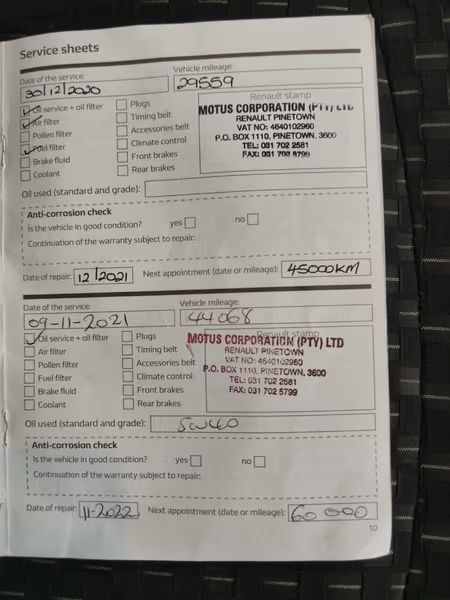 Service sheets
Date of the service: Vehicle mileage:
30/12/2020 29559
Renault stamp
Oil service + oil filter Plugs MOTUS CORPORATION (PTY) LTD
Air filter Timing belt RENAULT PINETOWN
Pollen filter Accessories belt VAT NO: 4640102960
Fuel filter Climate control P.O. BOX 1110, PINETOWN, 3600
Brake fluid Front brakes TEL: 031 702 2581
Coolant Rear brakes FAX: 031 702 5799
Oil used (standard and grade):
Anti-corrosion check
Is the vehicle in good condition? yes no
Continuation of the warranty subject to repair:
Date of repair: 12/2021 Next appointment (date or mileage): 45000KM
Date of the service: Vehicle mileage:
09-11-2021 44068
Renault stamp
Oil service + oil filter Plugs MOTUS CORPORATION (PTY) LTD
Air filter Timing belt RENAULT PINETOWN
Pollen filter Accessories belt VAT NO: 4640102960
Fuel filter Climate control P.O. BOX 1110, PINETOWN, 3600
Brake fluid Front brakes TEL: 031 702 2581
Coolant Rear brakes FAX: 031 702 5799
Oil used (standard and grade): 5w40
Anti-corrosion check
Is the vehicle in good condition? yes no
Continuation of the warranty subject to repair:
Date of repair: 11-2022 Next appointment (date or mileage): 60 000
10